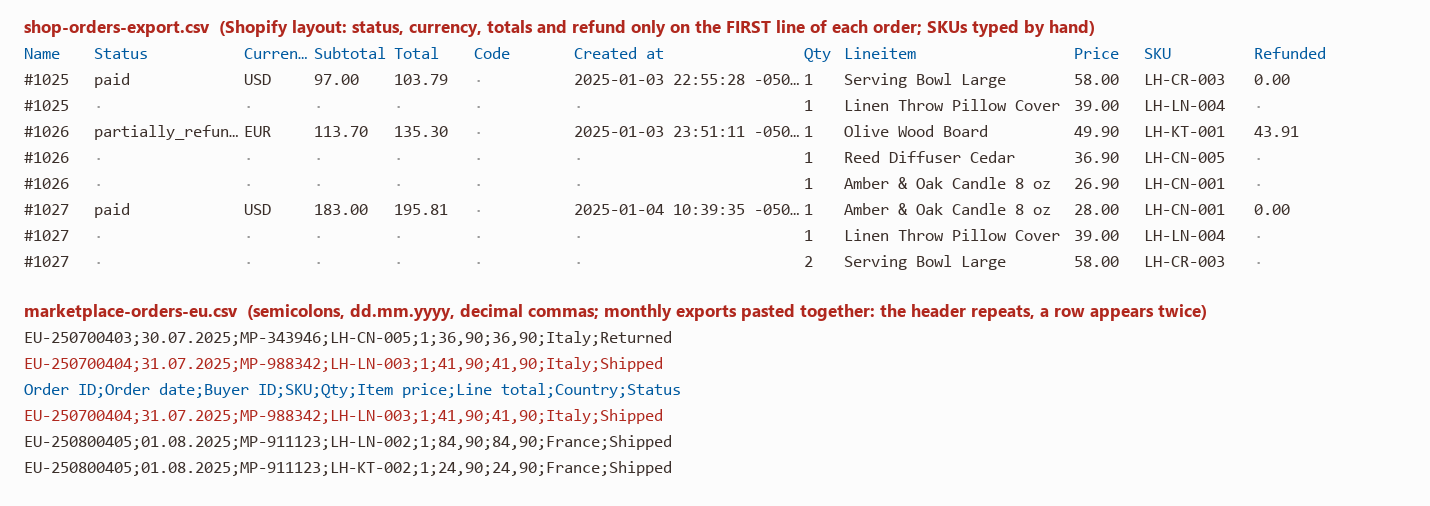 shop-orders-export.csv (Shopify layout: status, currency, totals and refund only on the FIRST line of each order; SKUs typed by hand)
Name Status Curren… Subtotal Total Code Created at Qty Lineitem Price SKU Refunded
#1025 paid USD 97.00 103.79 · 2025-01-03 22:55:28 -050… 1 Serving Bowl Large 58.00 LH-CR-003 0.00
#1025 · · · · · · 1 Linen Throw Pillow Cover 39.00 LH-LN-004 ·
#1026 partially_refun… EUR 113.70 135.30 · 2025-01-03 23:51:11 -050… 1 Olive Wood Board 49.90 LH-KT-001 43.91
#1026 · · · · · · 1 Reed Diffuser Cedar 36.90 LH-CN-005 ·
#1026 · · · · · · 1 Amber & Oak Candle 8 oz 26.90 LH-CN-001 ·
#1027 paid USD 183.00 195.81 · 2025-01-04 10:39:35 -050… 1 Amber & Oak Candle 8 oz 28.00 LH-CN-001 0.00
#1027 · · · · · · 1 Linen Throw Pillow Cover 39.00 LH-LN-004 ·
#1027 · · · · · · 2 Serving Bowl Large 58.00 LH-CR-003 ·
marketplace-orders-eu.csv (semicolons, dd.mm.yyyy, decimal commas; monthly exports pasted together: the header repeats, a row appears twice)
EU-250700403;30.07.2025;MP-343946;LH-CN-005;1;36,90;36,90;Italy;Returned
EU-250700404;31.07.2025;MP-988342;LH-LN-003;1;41,90;41,90;Italy;Shipped
Order ID;Order date;Buyer ID;SKU;Qty;Item price;Line total;Country;Status
EU-250700404;31.07.2025;MP-988342;LH-LN-003;1;41,90;41,90;Italy;Shipped
EU-250800405;01.08.2025;MP-911123;LH-LN-002;1;84,90;84,90;France;Shipped
EU-250800405;01.08.2025;MP-911123;LH-KT-002;1;24,90;24,90;France;Shipped